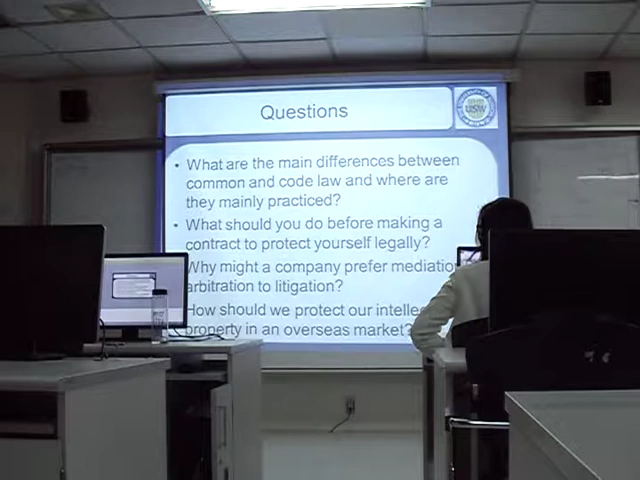 Questions
• What are the main differences between
common and code law and where are
they mainly practiced?
• What should you do before making a
contract to protect yourself legally?
Why might a company prefer mediatio
arbitration to litigation?
How should we protect our intelle
property in an overseas market?